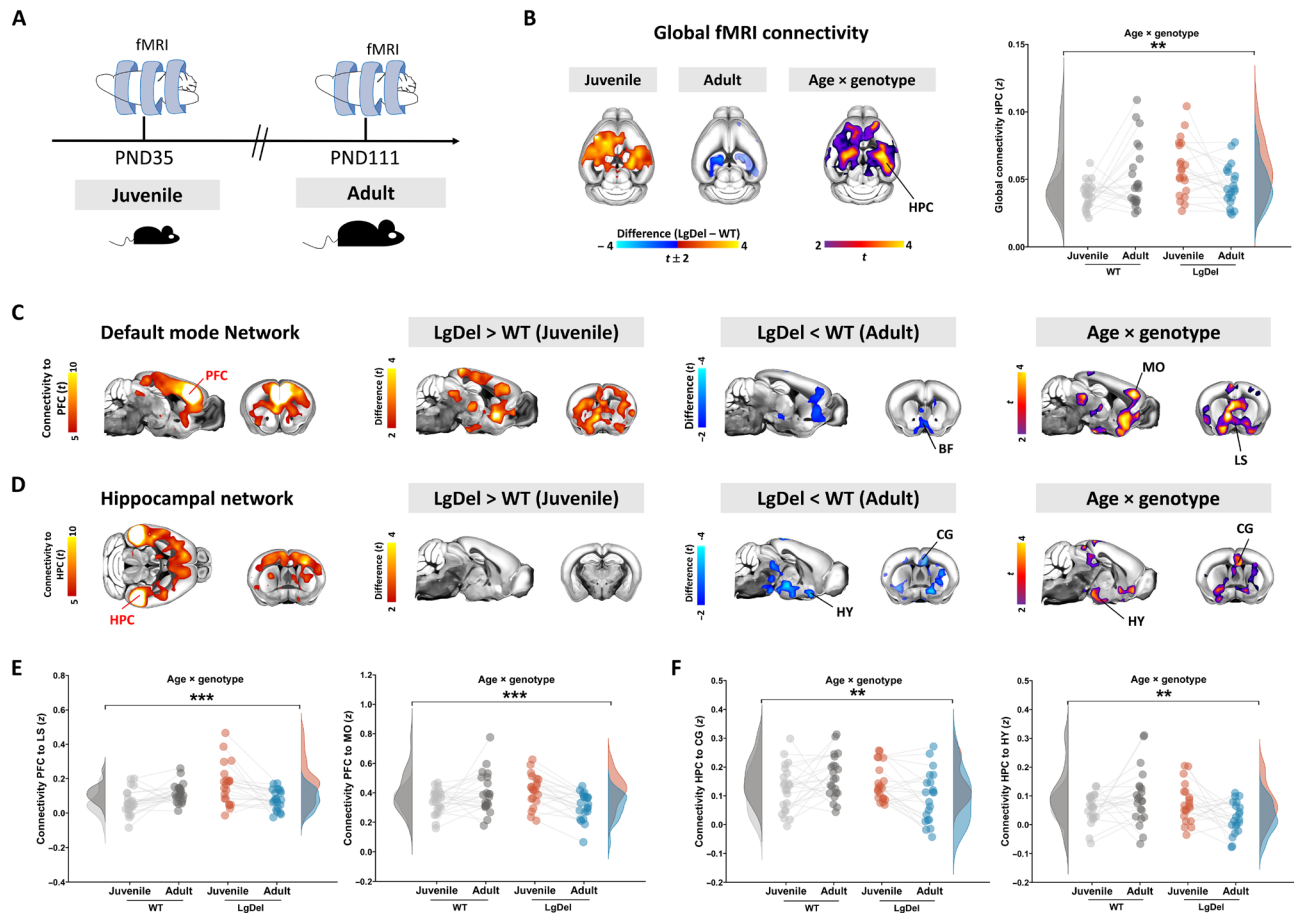 A
fMRI
fMRI
PND35
PND111
Juvenile
Adult
B
Global fMRI connectivity
Juvenile
Adult
Age × genotype
HPC
Difference (LgDel – WT)
– 4
4
t ± 2
2
4
t
Age × genotype
**
Global connectivity HPC (z)
0.15
0.10
0.05
0.00
Juvenile
Adult
Juvenile
Adult
WT
LgDel
C
Default mode Network
LgDel > WT (Juvenile)
LgDel < WT (Adult)
Age × genotype
Connectivity to
PFC (t)
10
5
PFC
Difference (t)
4
2
Difference (t)
-4
–2
BF
t
4
2
MO
LS
D
Hippocampal network
LgDel > WT (Juvenile)
LgDel < WT (Adult)
Age × genotype
Connectivity to
HPC (t)
10
5
HPC
Difference (t)
4
2
Difference (t)
-4
–2
HY
CG
t
4
2
HY
CG
E
Age × genotype
***
Connectivity PFC to LS (z)
1.0
0.8
0.6
0.4
0.2
0.0
–0.2
–0.4
Juvenile
Adult
Juvenile
Adult
WT
LgDel
Age × genotype
***
Connectivity PFC to MO (z)
1.2
1.0
0.8
0.6
0.4
0.2
0.0
–0.2
Juvenile
Adult
Juvenile
Adult
WT
LgDel
F
Age × genotype
**
Connectivity HPC to CG (z)
0.5
0.4
0.3
0.2
0.1
0.0
–0.1
–0.2
Juvenile
Adult
Juvenile
Adult
WT
LgDel
Age × genotype
**
Connectivity HPC to HY (z)
0.5
0.4
0.3
0.2
0.1
0.0
–0.1
–0.2
Juvenile
Adult
Juvenile
Adult
WT
LgDel